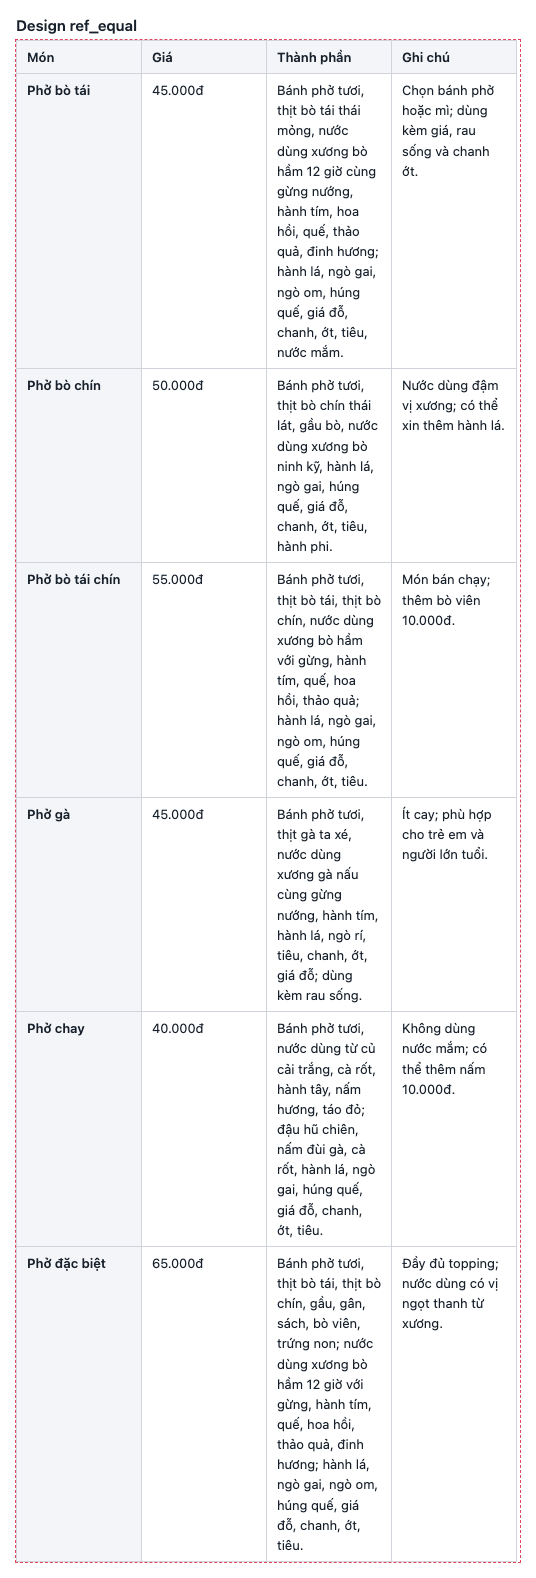 Design ref_equal
Món Giá Thành phần Ghi chú
Phở bò tái 45.000đ Bánh phở tươi, Chọn bánh phở
thịt bò tái thái hoặc mì; dùng
mỏng, nước kèm giá, rau
dùng xương bò sống và chanh
hầm 12 giờ cùng ớt.
gừng nướng,
hành tím, hoa
hồi, quế, thảo
quả, đinh hương;
hành lá, ngò gai,
ngò om, húng
quế, giá đỗ,
chanh, ớt, tiêu,
nước mắm.
Phở bò chín 50.000đ Bánh phở tươi, Nước dùng đậm
thịt bò chín thái vị xương; có thể
lát, gầu bò, nước xin thêm hành lá.
dùng xương bò
ninh kỹ, hành lá,
ngò gai, húng
quế, giá đỗ,
chanh, ớt, tiêu,
hành phi.
Phở bò tái chín 55.000đ Bánh phở tươi, Món bán chạy;
thịt bò tái, thịt bò thêm bò viên
chín, nước dùng 10.000đ.
xương bò hầm
với gừng, hành
tím, quế, hoa
hồi, thảo quả;
hành lá, ngò gai,
ngò om, húng
quế, giá đỗ,
chanh, ớt, tiêu.
Phở gà 45.000đ Bánh phở tươi, Ít cay; phù hợp
thịt gà ta xé, cho trẻ em và
nước dùng người lớn tuổi.
xương gà nấu
cùng gừng
nướng, hành tím,
hành lá, ngò rí,
tiêu, chanh, ớt,
giá đỗ; dùng
kèm rau sống.
Phở chay 40.000đ Bánh phở tươi, Không dùng
nước dùng từ củ nước mắm; có
cải trắng, cà rốt, thể thêm nấm
hành tây, nấm 10.000đ.
hương, táo đỏ;
đậu hũ chiên,
nấm đùi gà, cà
rốt, hành lá, ngò
gai, húng quế,
giá đỗ, chanh,
ớt, tiêu.
Phở đặc biệt 65.000đ Bánh phở tươi, Đầy đủ topping;
thịt bò tái, thịt bò nước dùng có vị
chín, gầu, gân, ngọt thanh từ
sách, bò viên, xương.
trứng non; nước
dùng xương bò
hầm 12 giờ với
gừng, hành tím,
quế, hoa hồi,
thảo quả, đinh
hương; hành lá,
ngò gai, ngò om,
húng quế, giá
đỗ, chanh, ớt,
tiêu.